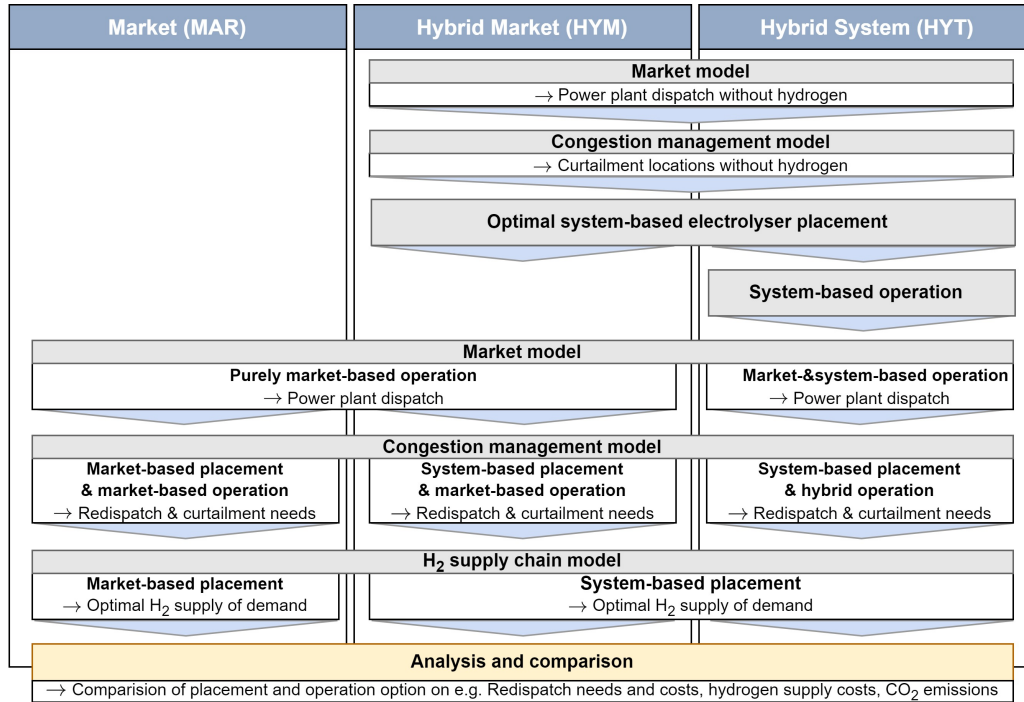 Market (MAR)
Hybrid Market (HYM)
Hybrid System (HYT)
Market model
→ Power plant dispatch without hydrogen
Congestion management model
→ Curtailment locations without hydrogen
Optimal system-based electrolyser placement
System-based operation
Market model
Purely market-based operation
→ Power plant dispatch
Market-&system-based operation
→ Power plant dispatch
Congestion management model
Market-based placement
& market-based operation
→ Redispatch & curtailment needs
System-based placement
& market-based operation
→ Redispatch & curtailment needs
System-based placement
& hybrid operation
→ Redispatch & curtailment needs
H₂ supply chain model
Market-based placement
→ Optimal H₂ supply of demand
System-based placement
→ Optimal H₂ supply of demand
Analysis and comparison
→ Comparision of placement and operation option on e.g. Redispatch needs and costs, hydrogen supply costs, CO₂ emissions